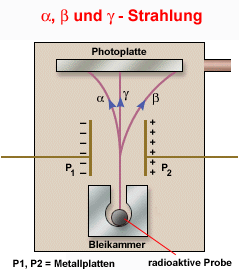 α, β und γ - Strahlung
Photoplatte
α γ β
− +
− +
− +
− +
− +
P1 P2
Bleikammer
P1, P2 = Metallplatten
radioaktive Probe